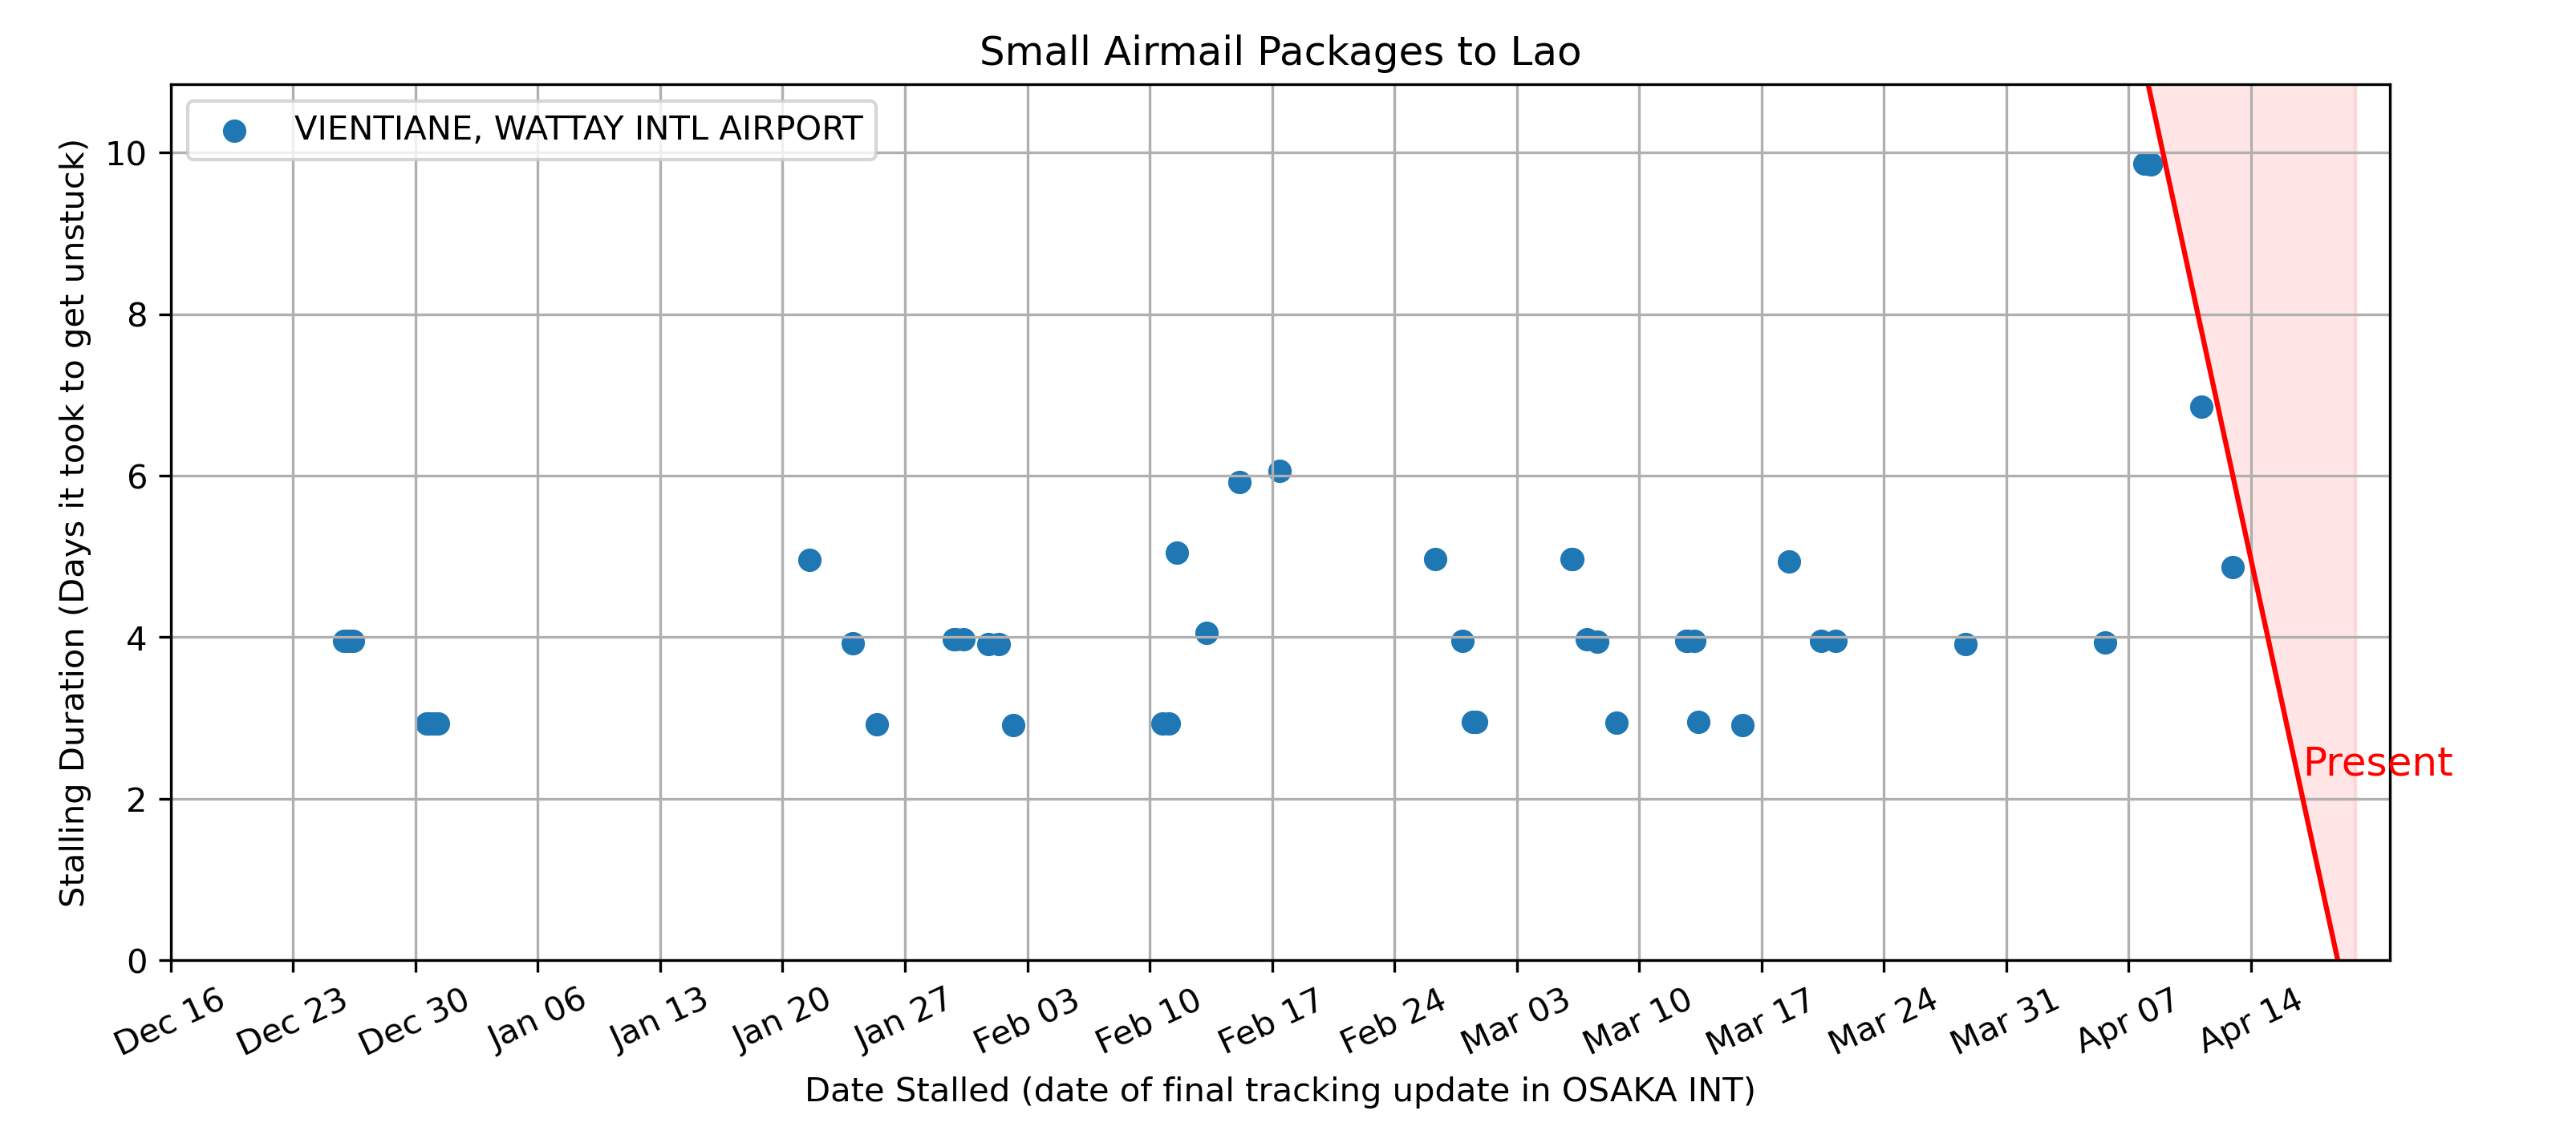 Small Airmail Packages to Lao
VIENTIANE, WATTAY INTL AIRPORT
Stalling Duration (Days it took to get unstuck)
10
8
6
4
2
0
Present
Dec 16
Dec 23
Dec 30
Jan 06
Jan 13
Jan 20
Jan 27
Feb 03
Feb 10
Feb 17
Feb 24
Mar 03
Mar 10
Mar 17
Mar 24
Mar 31
Apr 07
Apr 14
Date Stalled (date of final tracking update in OSAKA INT)